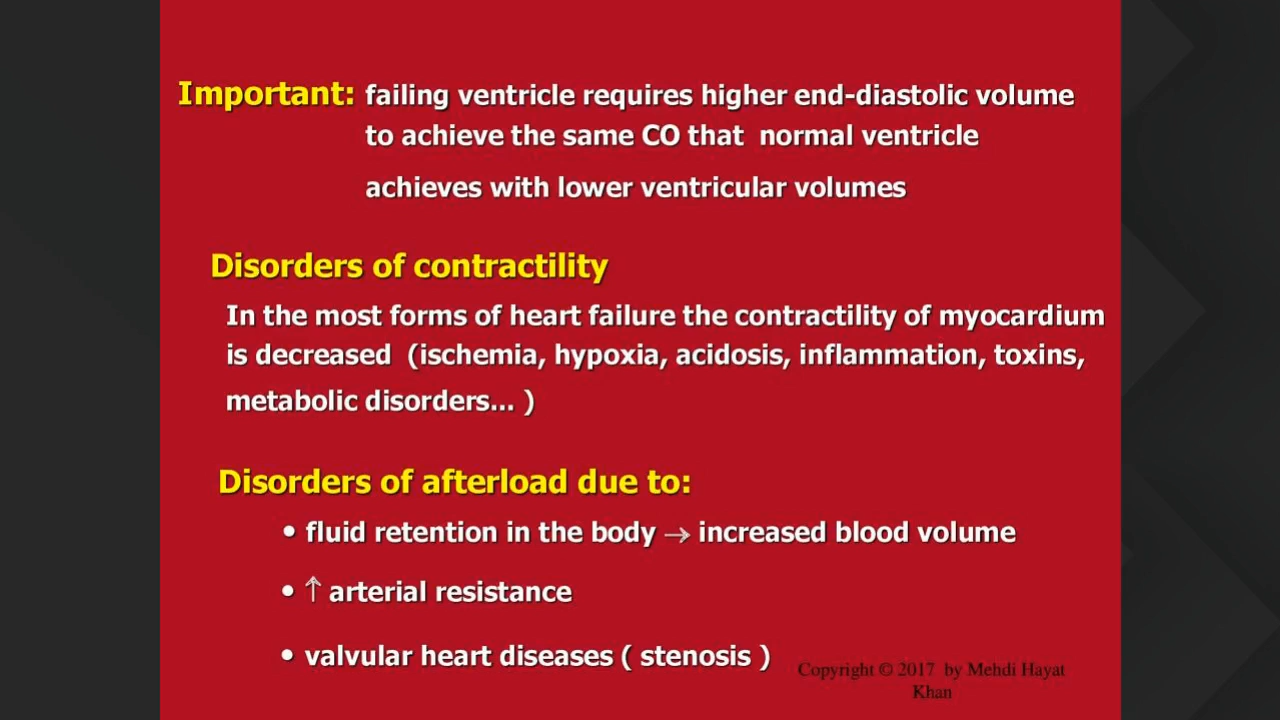 Important: failing ventricle requires higher end-diastolic volume
to achieve the same CO that normal ventricle
achieves with lower ventricular volumes
Disorders of contractility
In the most forms of heart failure the contractility of myocardium
is decreased (ischemia, hypoxia, acidosis, inflammation, toxins,
metabolic disorders... )
Disorders of afterload due to:
• fluid retention in the body → increased blood volume
• ↑ arterial resistance
• valvular heart diseases ( stenosis )
Copyright © 2017 by Mehdi Hayat
Khan